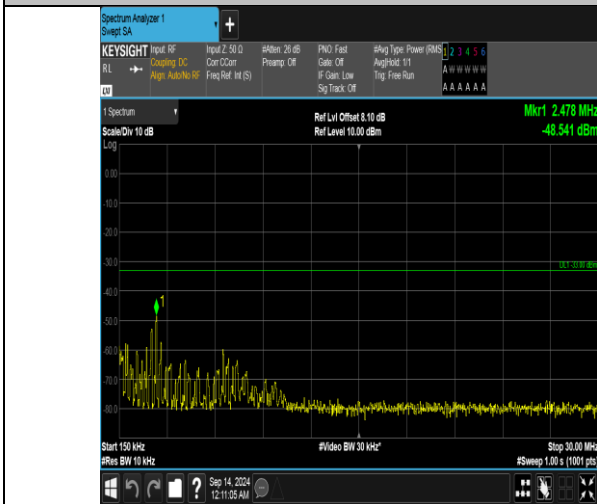 Spectrum Analyzer 1
Swept SA
+
KEYSIGHT Input: RF Input Z: 50 Ω #Atten: 26 dB PNO: Fast #Avg Type: Power (RMS 1 2 3 4 5 6
RL Coupling: DC Corr CCorr Preamp: Off Gate: Off Avg|Hold: 1/1 A W W W W W
Align: Auto/No RF Freq Ref: Int (S) IF Gain: Low Trig: Free Run
Sig Track: Off A A A A A A
1 Spectrum Ref Lvl Offset 8.10 dB Mkr1 2.478 MHz
Scale/Div 10 dB Ref Level 10.00 dBm -48.541 dBm
Log
0.00
-10.0
-20.0
-30.0
DL1 -33.00 dBm
-40.0
1
-50.0
-60.0
-70.0
-80.0
Start 150 kHz #Video BW 30 kHz* Stop 30.00 MHz
#Res BW 10 kHz #Sweep 1.00 s (1001 pts)
? Sep 14, 2024
12:11:05 AM